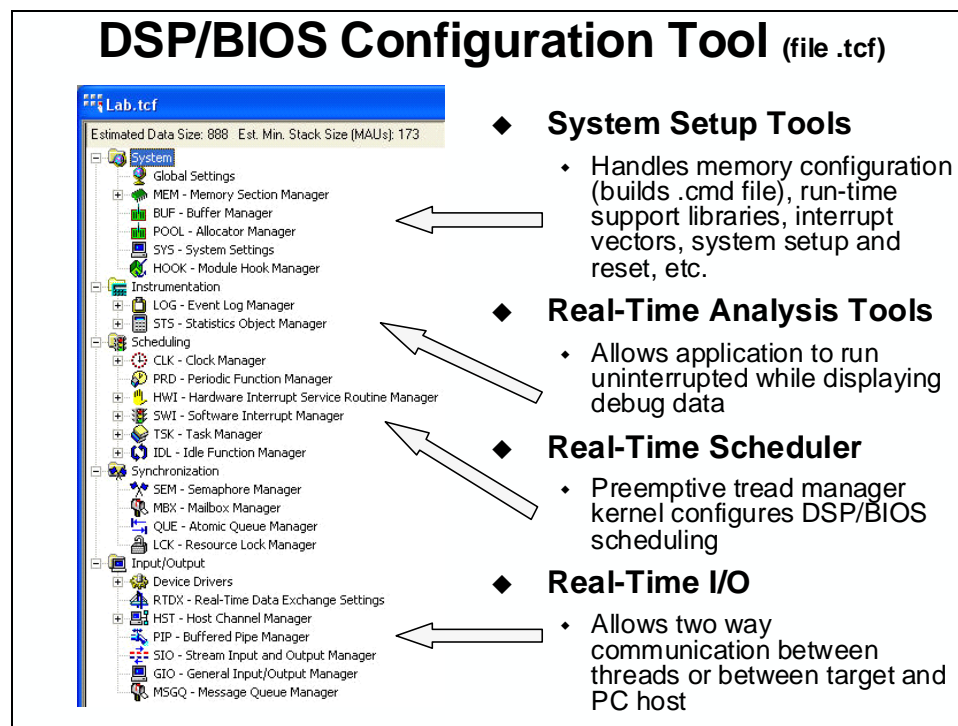 DSP/BIOS Configuration Tool (file .tcf)
Lab.tcf
Estimated Data Size: 888 Est. Min. Stack Size (MAUs): 173
System
Global Settings
MEM - Memory Section Manager
BUF - Buffer Manager
POOL - Allocator Manager
SYS - System Settings
HOOK - Module Hook Manager
Instrumentation
LOG - Event Log Manager
STS - Statistics Object Manager
Scheduling
CLK - Clock Manager
PRD - Periodic Function Manager
HWI - Hardware Interrupt Service Routine Manager
SWI - Software Interrupt Manager
TSK - Task Manager
IDL - Idle Function Manager
Synchronization
SEM - Semaphore Manager
MBX - Mailbox Manager
QUE - Atomic Queue Manager
LCK - Resource Lock Manager
Input/Output
Device Drivers
RTDX - Real-Time Data Exchange Settings
HST - Host Channel Manager
PIP - Buffered Pipe Manager
SIO - Stream Input and Output Manager
GIO - General Input/Output Manager
MSGQ - Message Queue Manager
◆ System Setup Tools
◆ Handles memory configuration
(builds .cmd file), run-time
support libraries, interrupt
vectors, system setup and
reset, etc.
◆ Real-Time Analysis Tools
◆ Allows application to run
uninterrupted while displaying
debug data
◆ Real-Time Scheduler
◆ Preemptive tread manager
kernel configures DSP/BIOS
scheduling
◆ Real-Time I/O
◆ Allows two way
communication between
threads or between target and
PC host